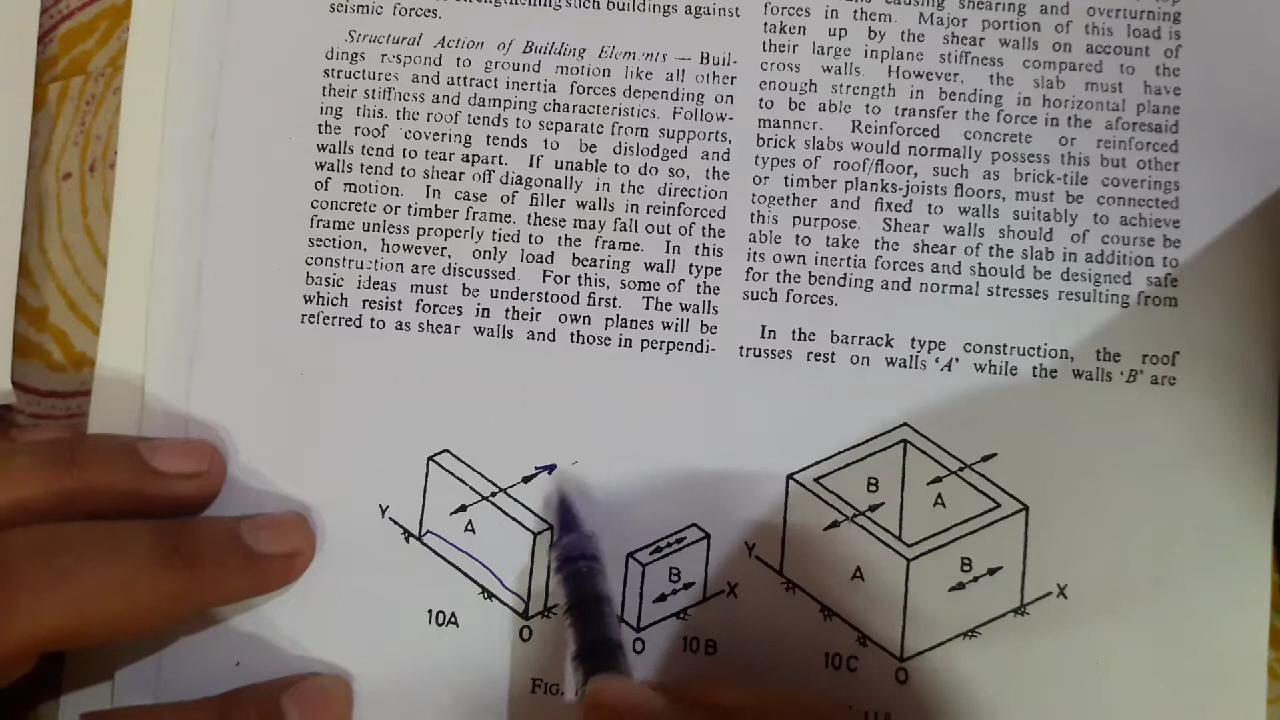 strengthening such buildings against
seismic forces.
Structural Action of Building Elements — Buil-
dings respond to ground motion like all other
structures and attract inertia forces depending on
their stiffness and damping characteristics. Follow-
ing this. the roof tends to separate from supports,
the roof covering tends to be dislodged and
walls tend to tear apart. If unable to do so, the
walls tend to shear off diagonally in the direction
of motion. In case of filler walls in reinforced
concrete or timber frame. these may fall out of the
frame unless properly tied to the frame. In this
section, however, only load bearing wall type
construction are discussed. For this, some of the
basic ideas must be understood first. The walls
which resist forces in their own planes will be
referred to as shear walls and those in perpendi-
causing shearing and overturning
forces in them. Major portion of this load is
taken up by the shear walls on account of
their large inplane stiffness compared to the
cross walls. However, the slab must have
enough strength in bending in horizontal plane
to be able to transfer the force in the aforesaid
manner. Reinforced concrete or reinforced
brick slabs would normally possess this but other
types of roof/floor, such as brick-tile coverings
or timber planks-joists floors, must be connected
together and fixed to walls suitably to achieve
this purpose. Shear walls should of course be
able to take the shear of the slab in addition to
its own inertia forces and should be designed safe
for the bending and normal stresses resulting from
such forces.
In the barrack type construction, the roof
trusses rest on walls ‘A’ while the walls ‘B’ are
Y
A
10A
O
B
X
O
10B
B
A
Y
A
B
X
10C
O
FIG.